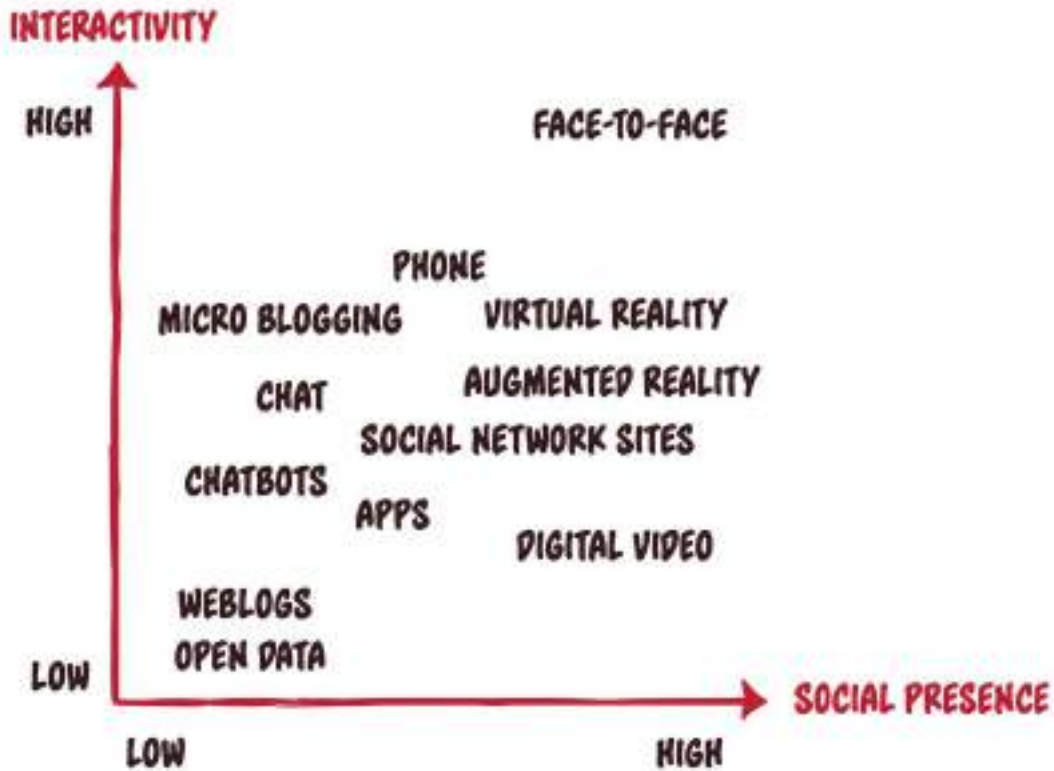 INTERACTIVITY
HIGH
FACE-TO-FACE
PHONE
MICRO BLOGGING
VIRTUAL REALITY
AUGMENTED REALITY
CHAT
SOCIAL NETWORK SITES
CHATBOTS
APPS
DIGITAL VIDEO
WEBLOGS
OPEN DATA
LOW
SOCIAL PRESENCE
LOW
HIGH